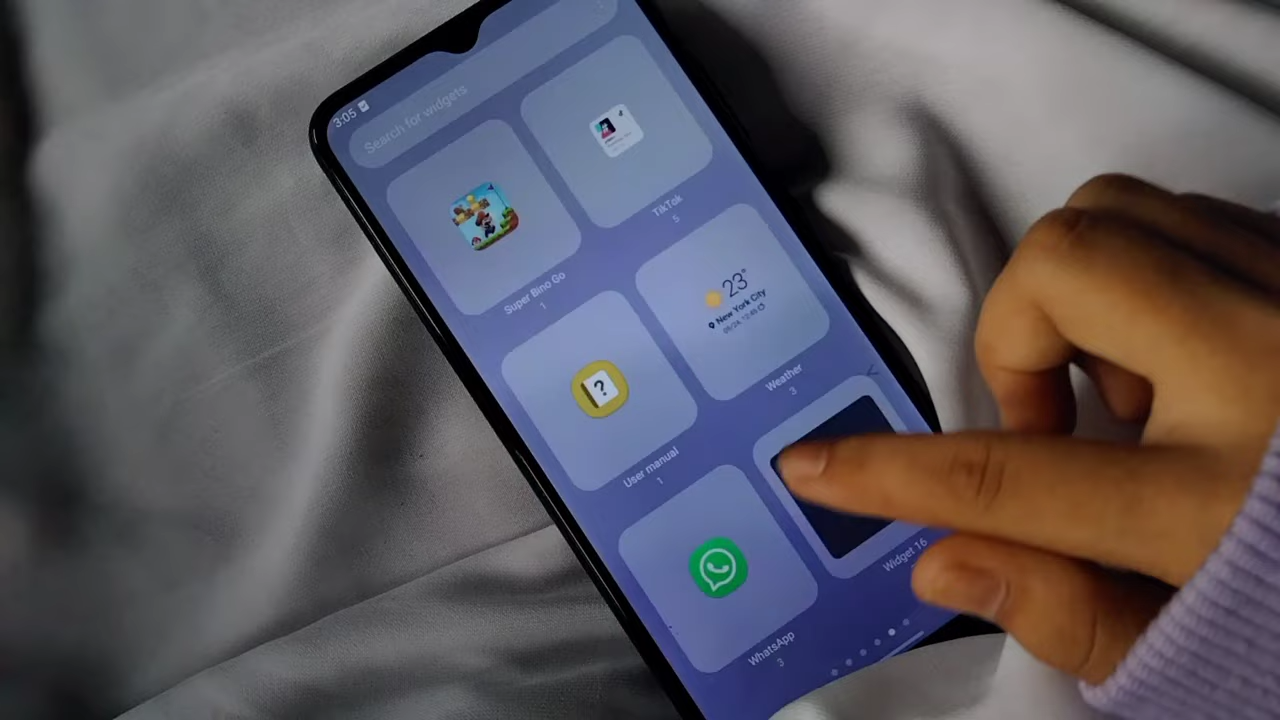 3:05
Search for widgets
Super Bino Go
1
TikTok
5
User manual
1
?
23°
New York City
Weather
3
WhatsApp
3
Widget 16